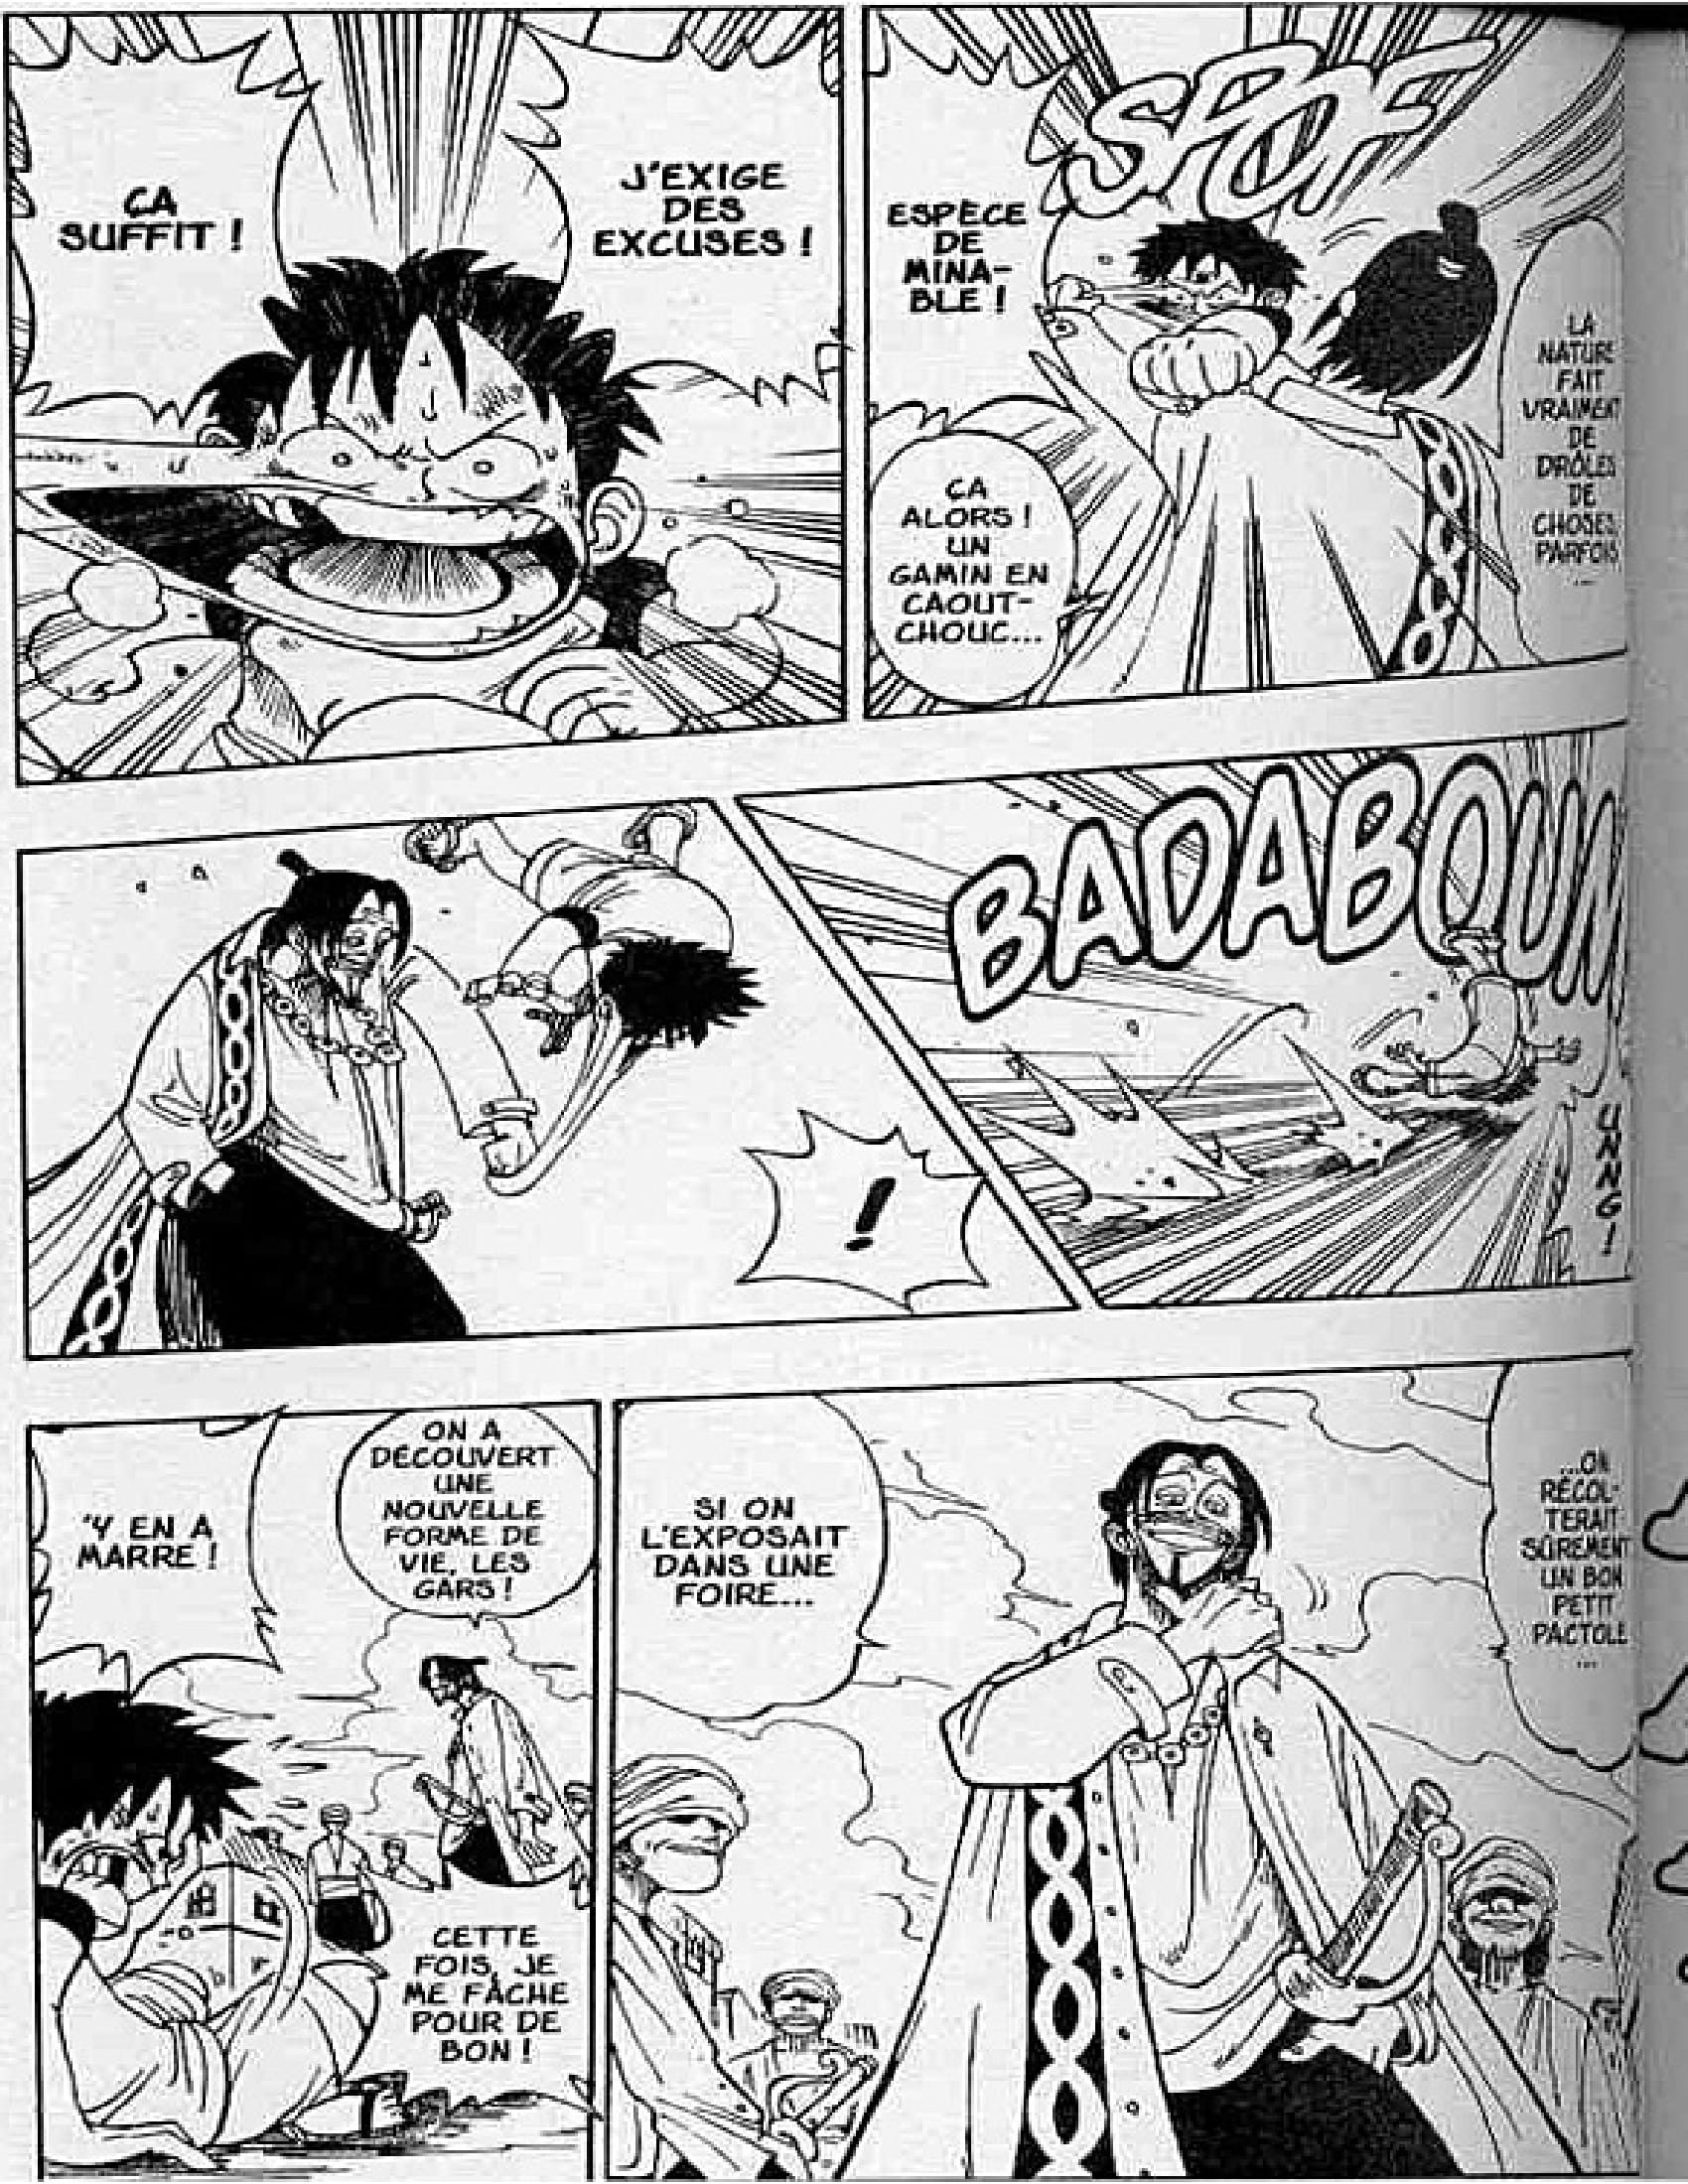 LA
NATURE
FAIT
VRAIMENT
DE
DRÔLES
DE
CHOSES,
PARFOIS
...
SPOF
ESPÈCE
DE
MINA-
BLE !
ÇA
ALORS !
UN
GAMIN EN
CAOUT-
CHOUC...
J'EXIGE
DES
EXCUSES !
ÇA
SUFFIT !
BADABOUM
UNNG!
!
...ON
RÉCOL-
TERAIT
SÛREMENT
UN BON
PETIT
PACTOLE
...
SI ON
L'EXPOSAIT
DANS UNE
FOIRE...
ON A
DÉCOUVERT
UNE
NOUVELLE
FORME DE
VIE, LES
GARS !
'Y EN A
MARRE !
CETTE
FOIS, JE
ME FÂCHE
POUR DE
BON !